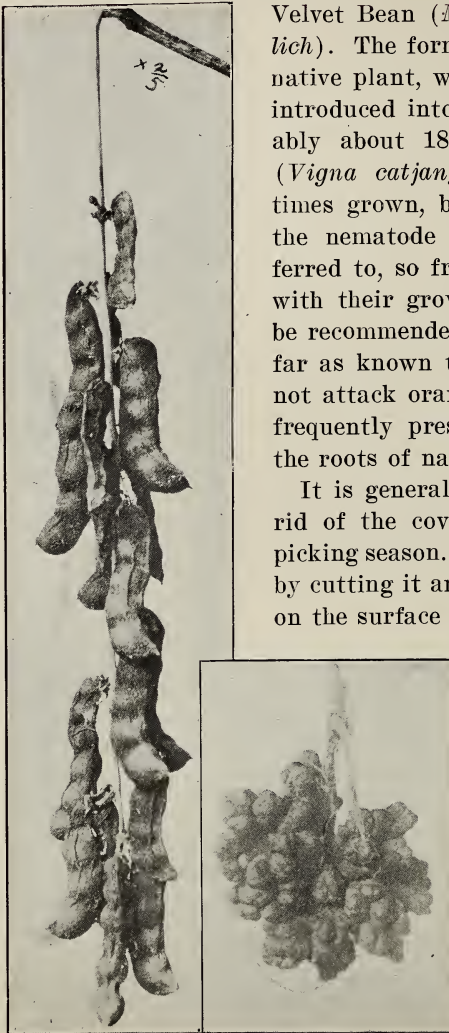 × 2/5
Velvet Bean (
lich). The form
native plant, w
introduced into
ably about 18
(Vigna catjan
times grown, b
the nematode
ferred to, so fr
with their grov
be recommende
far as known t
not attack orar
frequently pres
the roots of na
It is general
rid of the cov
picking season.
by cutting it an
on the surface